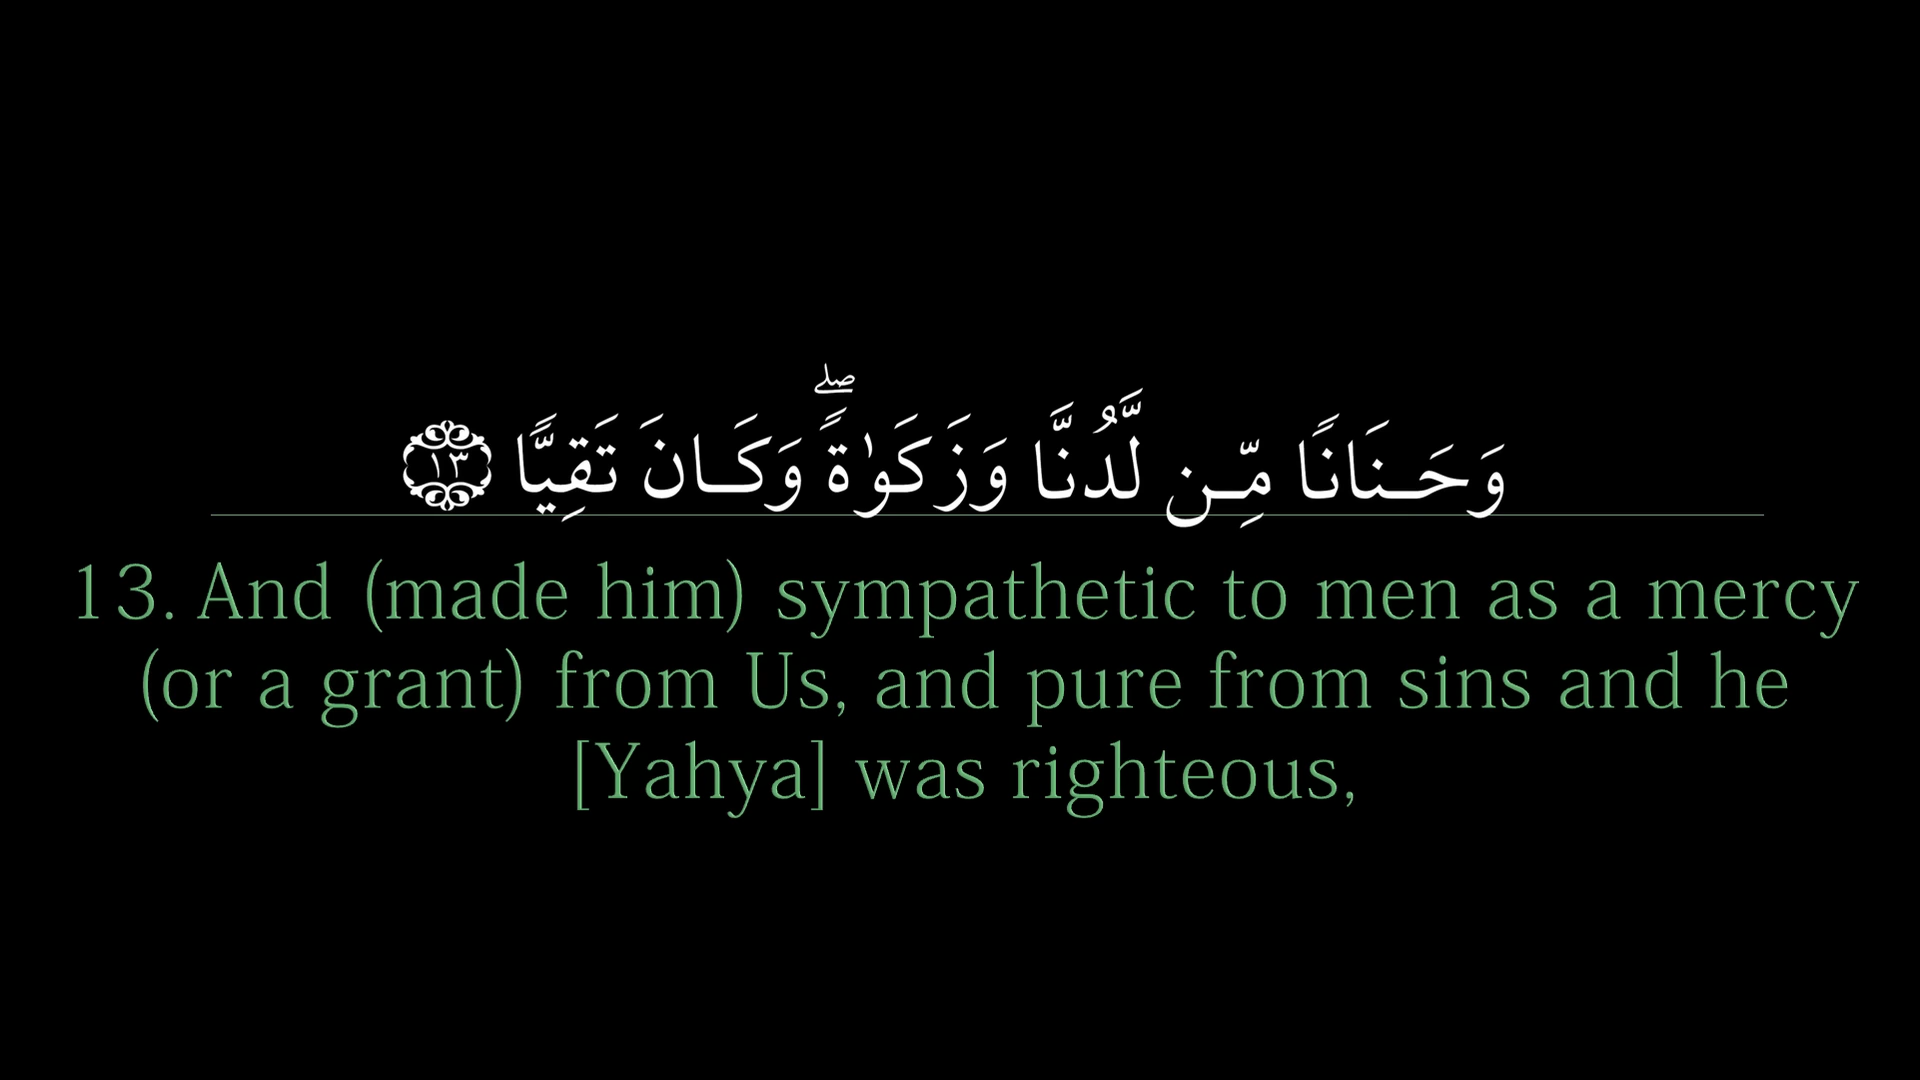 وَحَنَانًا مِّن لَّدُنَّا وَزَكَوٰةً ۖ وَكَانَ تَقِيًّا ١٣
13. And (made him) sympathetic to men as a mercy
(or a grant) from Us, and pure from sins and he
[Yahya] was righteous,